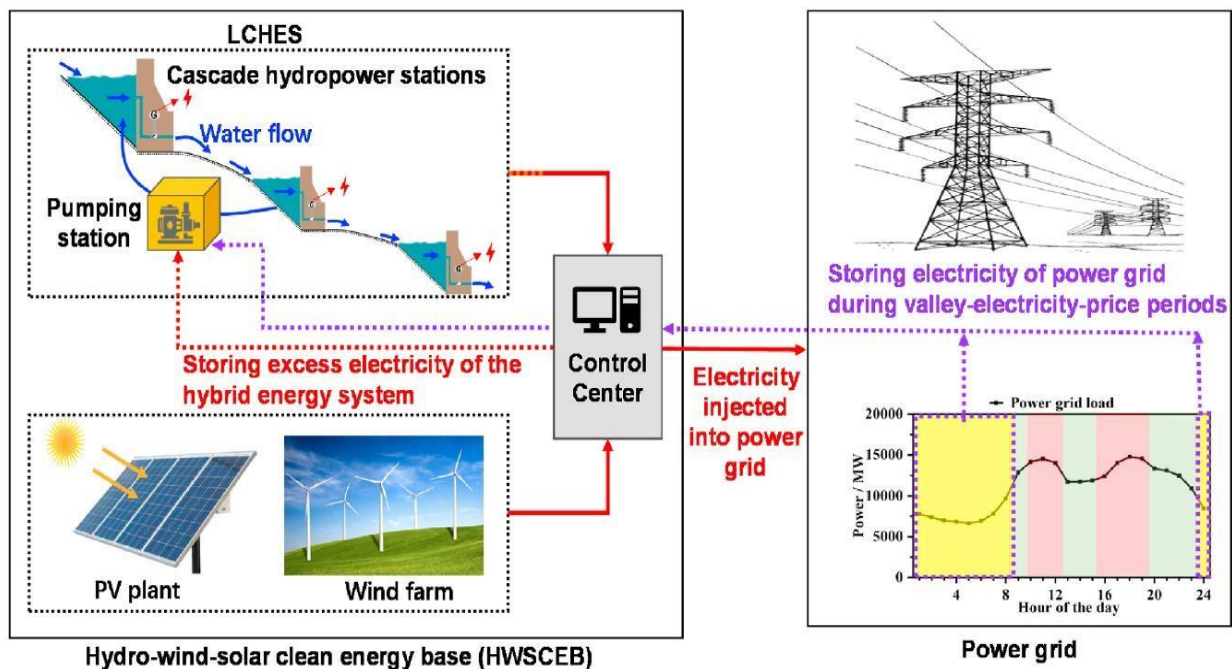 LCHES
Cascade hydropower stations
G
Water flow
G
Pumping
station
G
Storing excess electricity of the
hybrid energy system
Control
Center
PV plant
Wind farm
Hydro-wind-solar clean energy base (HWSCEB)
Electricity
injected
into power
grid
Storing electricity of power grid
during valley-electricity-price periods
Power grid load
20000
15000
10000
5000
0
Power / MW
4
8
12
16
20
24
Hour of the day
Power grid